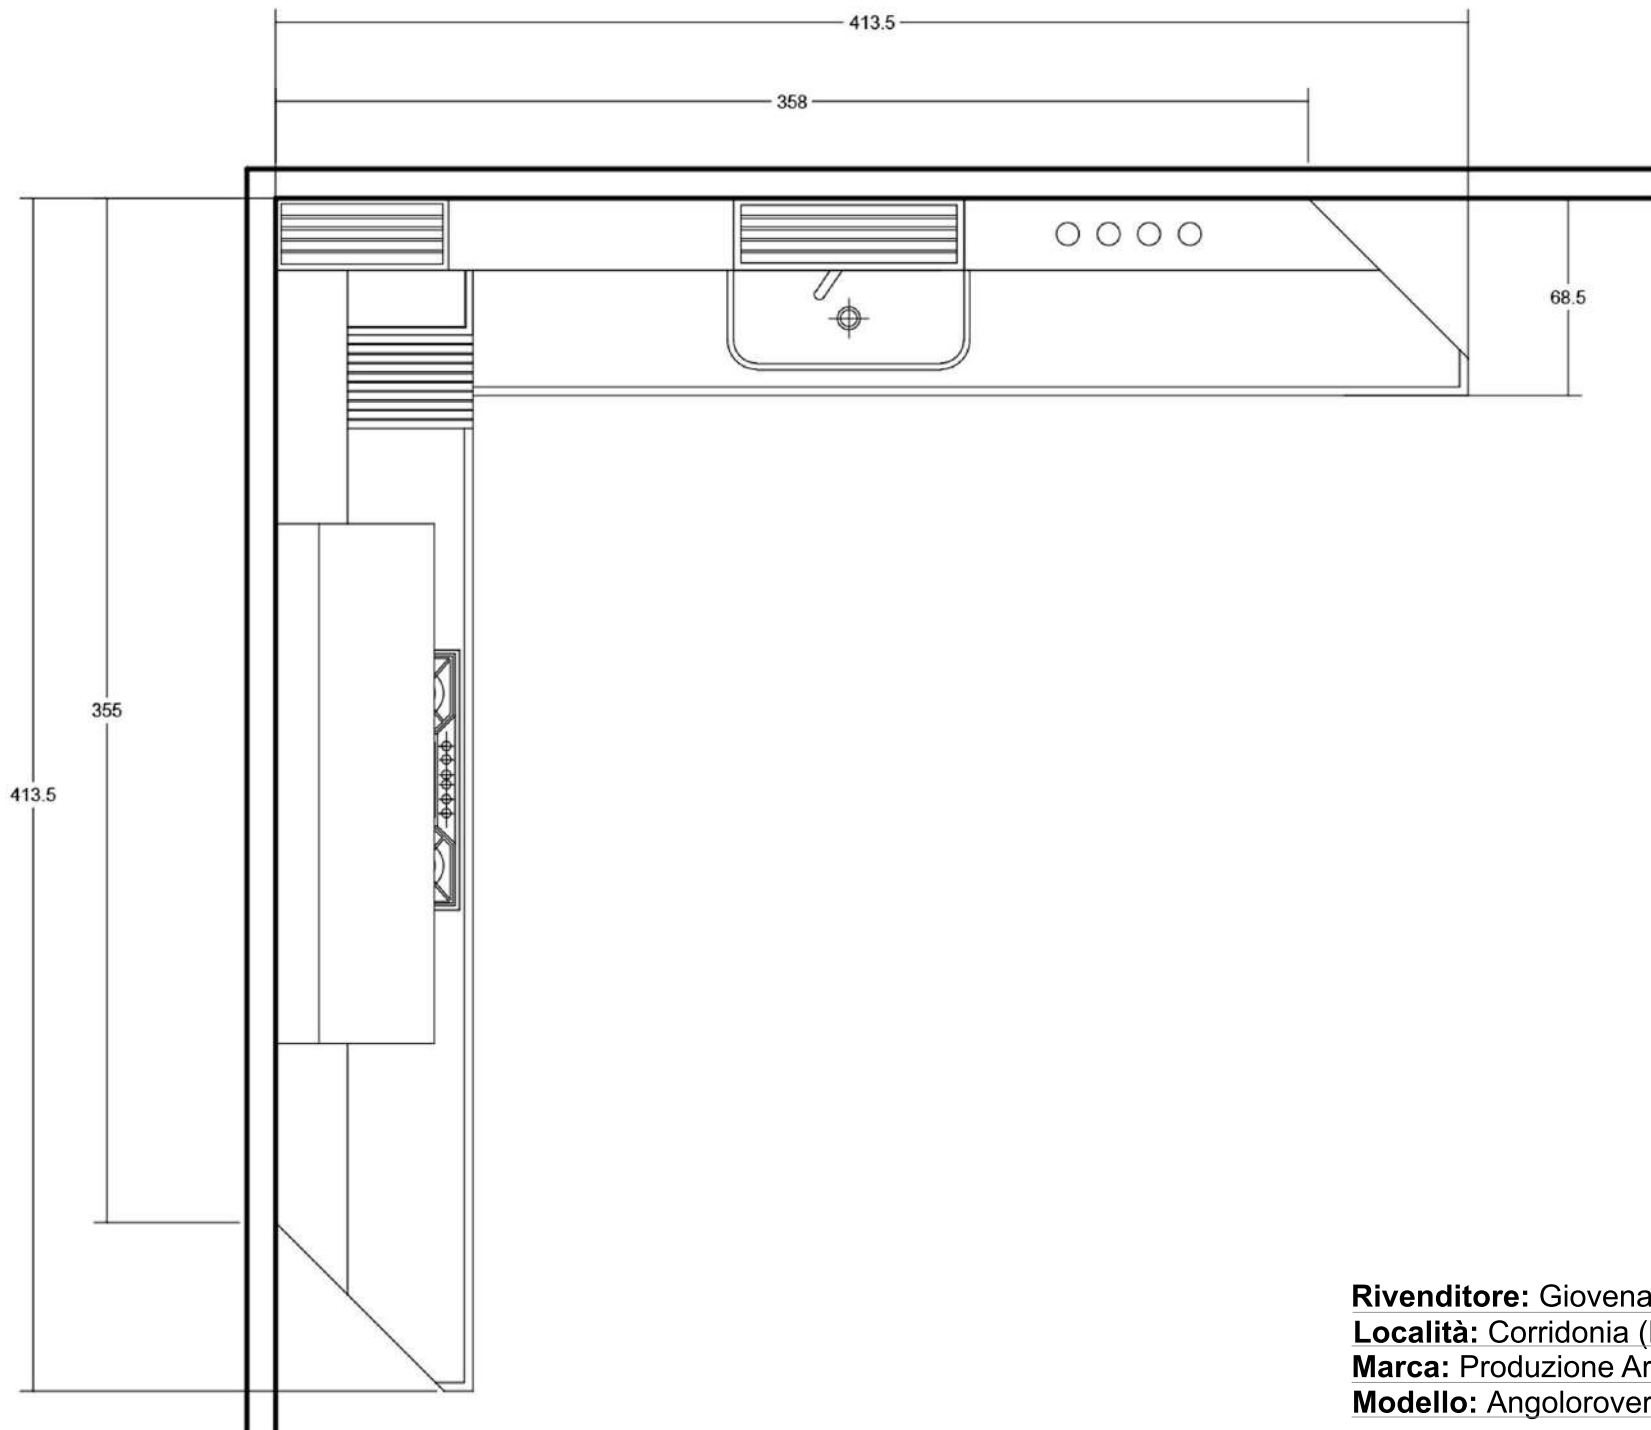 413.5
358
68.5
355
413.5
Rivenditore: Giovena
Località: Corridonia (
Marca: Produzione Ar
Modello: Angolorover